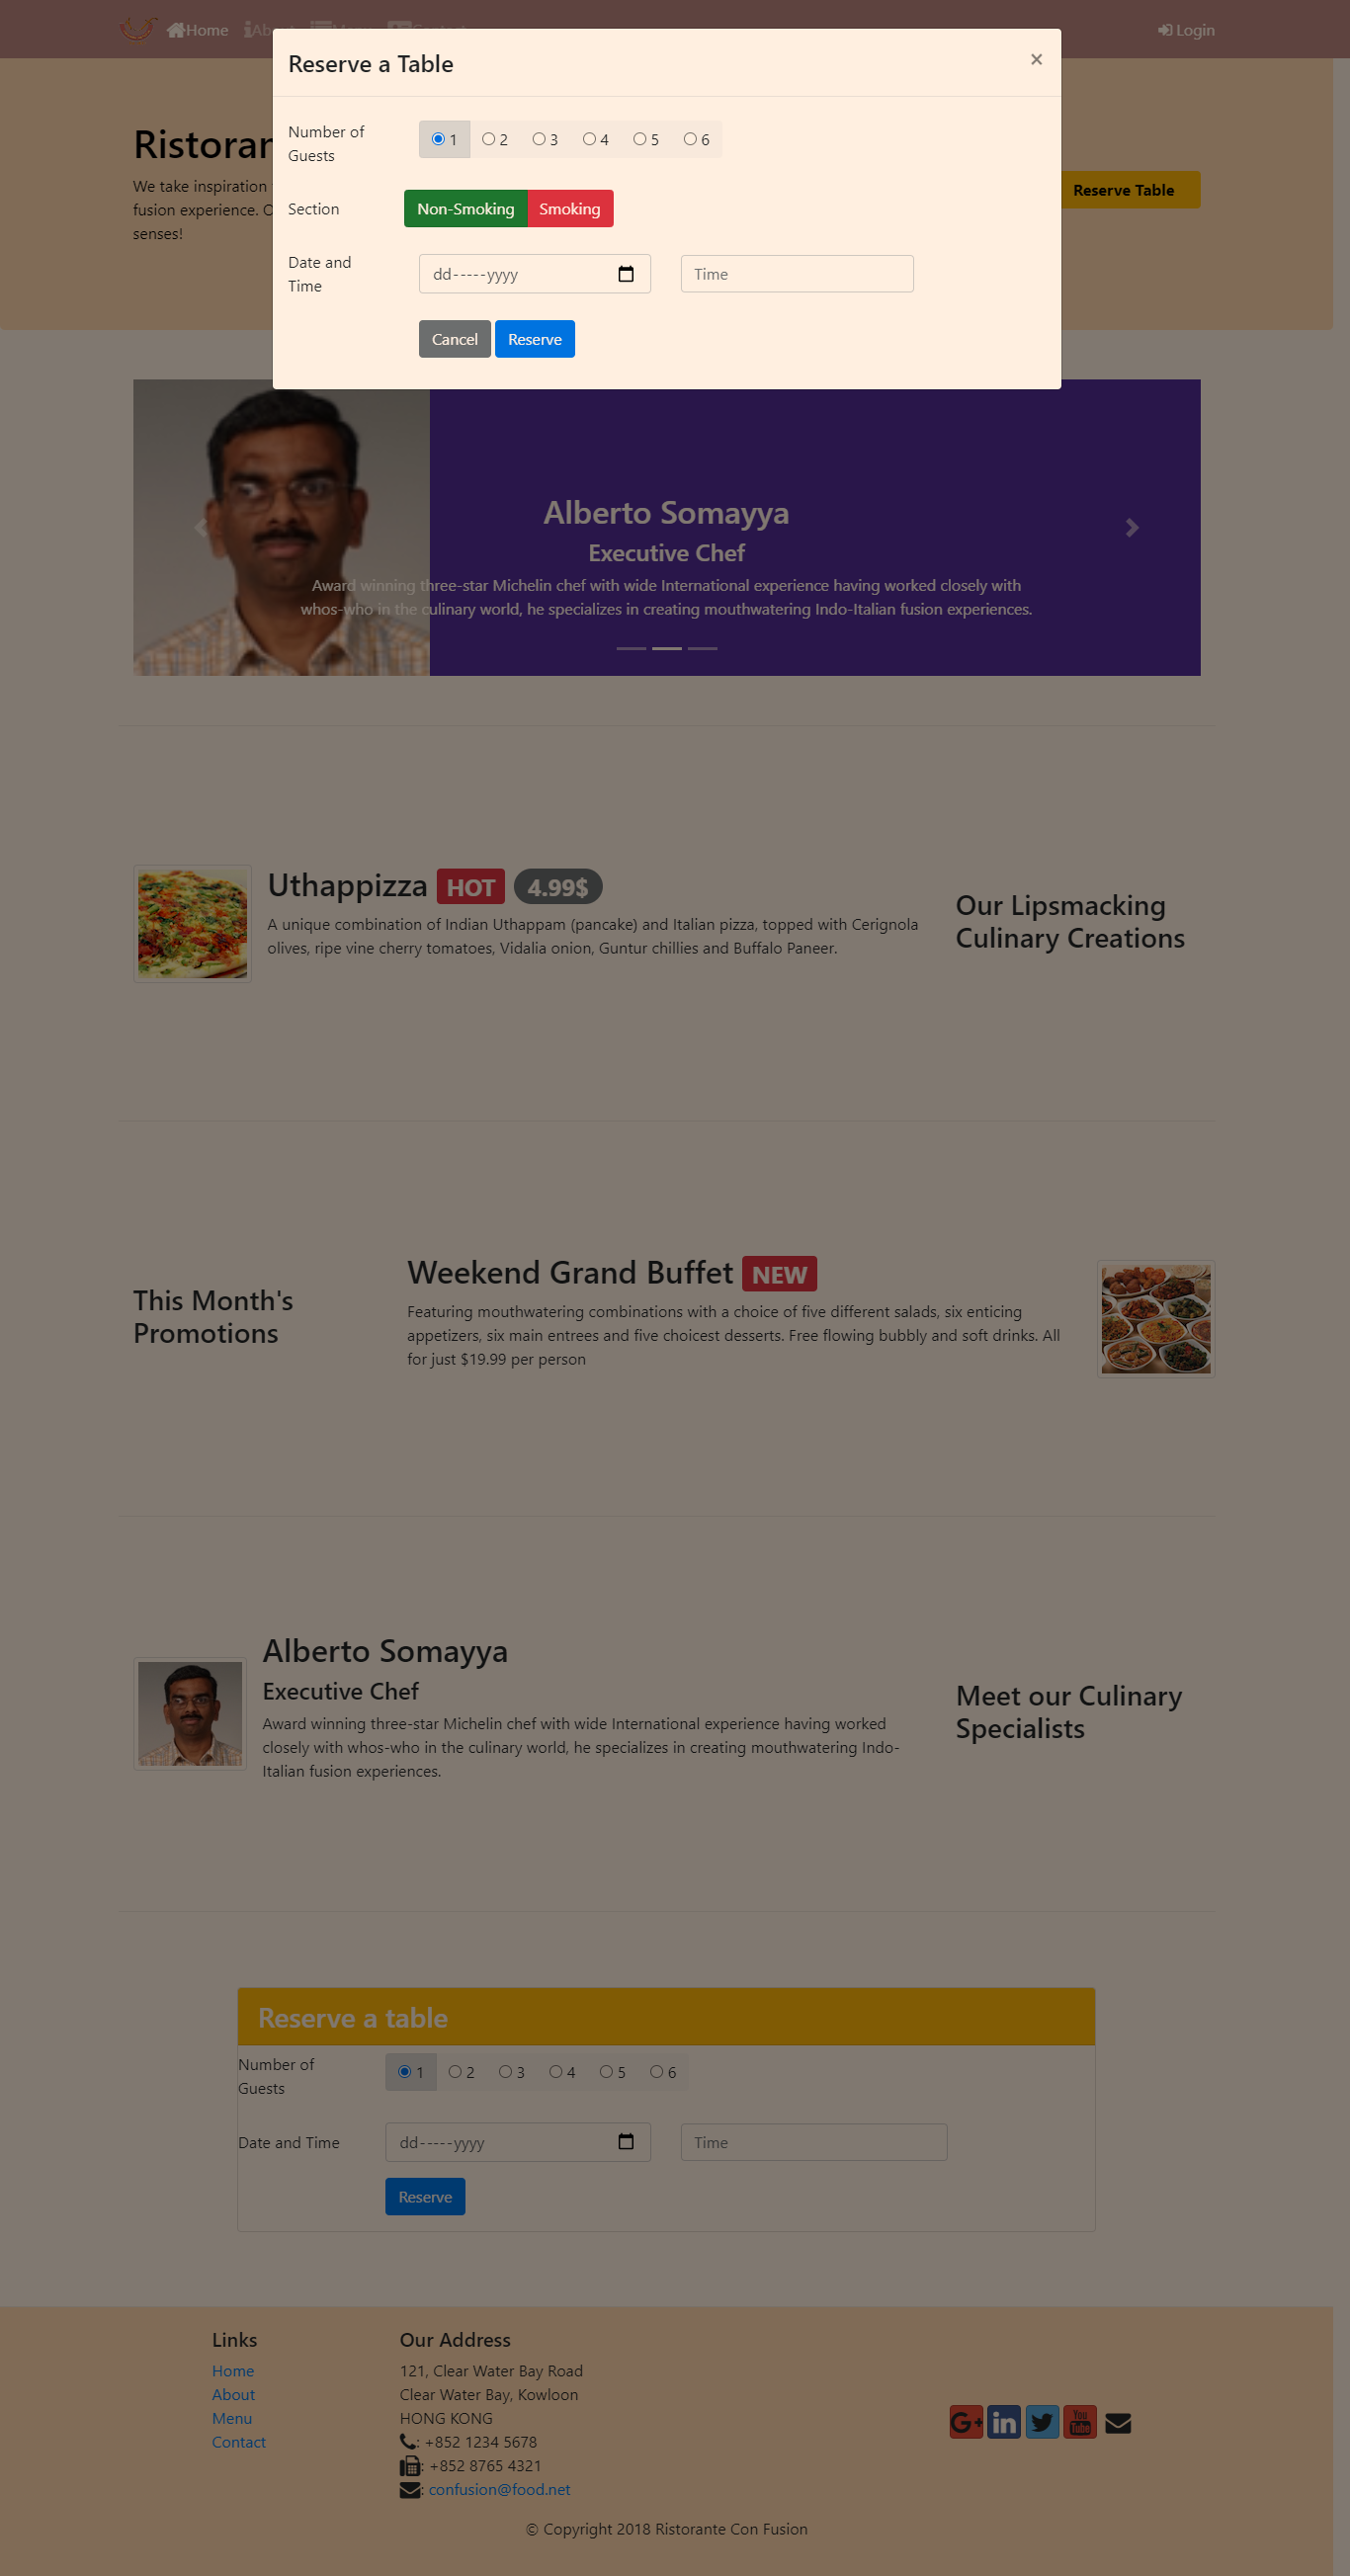 Home
Login
Reserve a Table
×
Number of
Guests
1 2 3 4 5 6
Section
Non-Smoking Smoking
Date and
Time
dd-----yyyy
Time
Cancel Reserve
We take inspiration
fusion experience.
senses!
Reserve Table
Alberto Somayya
Executive Chef
Award winning three-star Michelin chef with wide International experience having worked closely with
whos-who in the culinary world, he specializes in creating mouthwatering Indo-Italian fusion experiences.
Uthappizza HOT 4.99$
A unique combination of Indian Uthappam (pancake) and Italian pizza, topped with Cerignola
olives, ripe vine cherry tomatoes, Vidalia onion, Guntur chillies and Buffalo Paneer.
Our Lipsmacking
Culinary Creations
This Month's
Promotions
Weekend Grand Buffet NEW
Featuring mouthwatering combinations with a choice of five different salads, six enticing
appetizers, six main entrees and five choicest desserts. Free flowing bubbly and soft drinks. All
for just $19.99 per person
Alberto Somayya
Executive Chef
Award winning three-star Michelin chef with wide International experience having worked
closely with whos-who in the culinary world, he specializes in creating mouthwatering Indo-
Italian fusion experiences.
Meet our Culinary
Specialists
Reserve a table
Number of
Guests
1 2 3 4 5 6
Date and Time
dd-----yyyy
Time
Reserve
Links
Home
About
Menu
Contact
Our Address
121, Clear Water Bay Road
Clear Water Bay, Kowloon
HONG KONG
: +852 1234 5678
: +852 8765 4321
: confusion@food.net
G+ in You Tube
© Copyright 2018 Ristorante Con Fusion